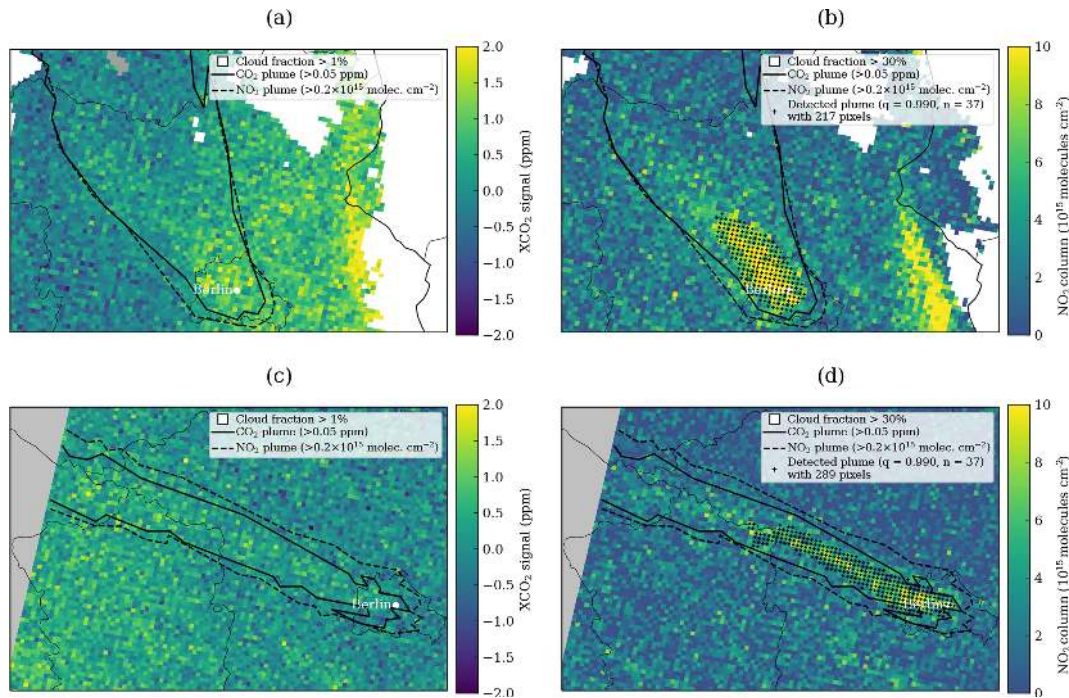 (a)
Cloud fraction > 1%
CO₂ plume (>0.05 ppm)
NO₂ plume (>0.2×10¹⁵ molec. cm⁻²)
Berlin
2.0
1.5
1.0
0.5
0.0
−0.5
−1.0
−1.5
−2.0
XCO₂ signal (ppm)
(b)
Cloud fraction > 30%
CO₂ plume (>0.05 ppm)
NO₂ plume (>0.2×10¹⁵ molec. cm⁻²)
Detected plume (q = 0.990, n = 37)
with 217 pixels
Berlin
10
8
6
4
2
0
NO₂ column (10¹⁵ molecules cm⁻²)
(c)
Cloud fraction > 1%
CO₂ plume (>0.05 ppm)
NO₂ plume (>0.2×10¹⁵ molec. cm⁻²)
Berlin
2.0
1.5
1.0
0.5
0.0
−0.5
−1.0
−1.5
−2.0
XCO₂ signal (ppm)
(d)
Cloud fraction > 30%
CO₂ plume (>0.05 ppm)
NO₂ plume (>0.2×10¹⁵ molec. cm⁻²)
Detected plume (q = 0.990, n = 37)
with 289 pixels
Berlin
10
8
6
4
2
0
NO₂ column (10¹⁵ molecules cm⁻²)